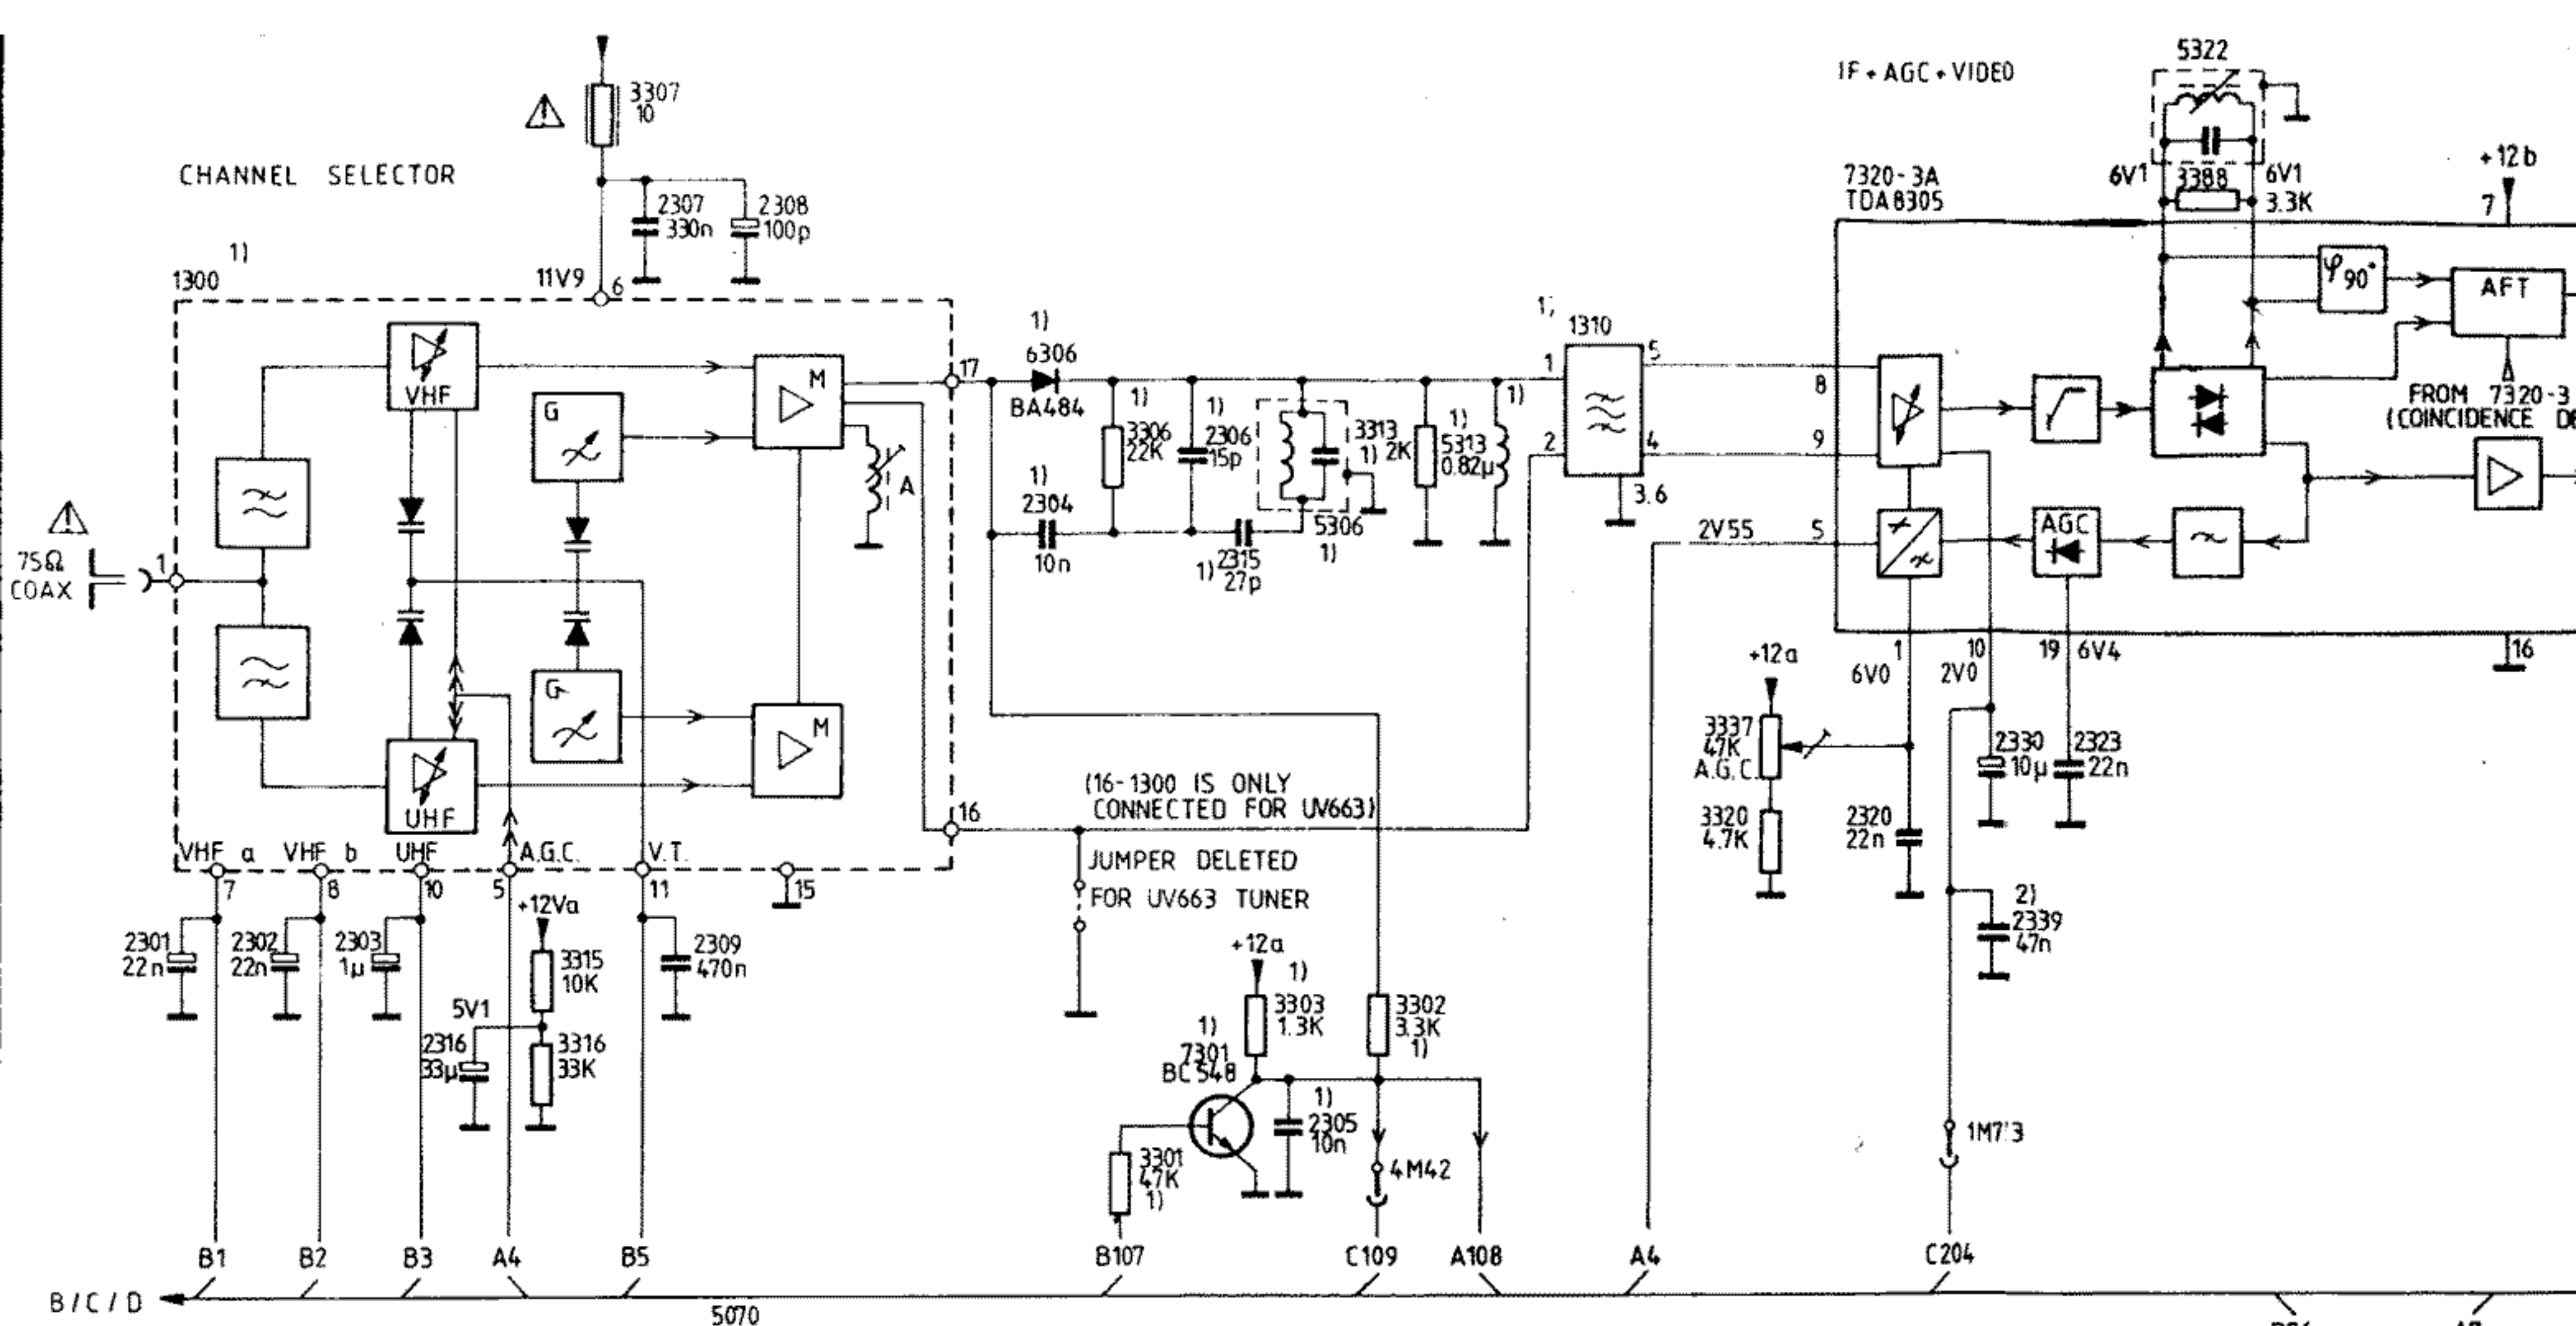 CHANNEL SELECTOR
3307
10
2307
330n
2308
100p
1)
1300
11V9
6
VHF
G
M
A
17
75Ω
COAX
1
G
M
UHF
16
VHF a
VHF b
UHF
A.G.C.
V.T.
7
8
10
5
11
15
+12Va
2301
22n
2302
22n
2303
1µ
3315
10K
2309
470n
5V1
2316
33µ
3316
33K
1)
6306
BA484
1)
3306
22K
1)
2306
15p
3313
1) 2K
1)
5313
0.82µ
1)
1)
2304
10n
1) 2315
27p
5306
1)
1310
1
2
5
4
3.6
(16-1300 IS ONLY
CONNECTED FOR UV663)
JUMPER DELETED
FOR UV663 TUNER
+12a
1)
3303
1.3K
3302
3.3K
1)
1)
7301
BC548
1)
2305
10n
3301
47K
1)
4M42
IF+AGC+VIDEO
5322
7320-3A
TDA8305
6V1
3388
6V1
3.3K
+12b
7
φ90°
AFT
FROM 7320-3
(COINCIDENCE DE
8
9
2V55
5
AGC
1
6V0
10
2V0
19
6V4
16
+12a
3337
47K
A.G.C.
3320
4.7K
2320
22n
2330
10µ
2323
22n
2)
2339
47n
B1
B2
B3
A4
B5
B107
C109
A108
A4
C204
B/C/D
5070